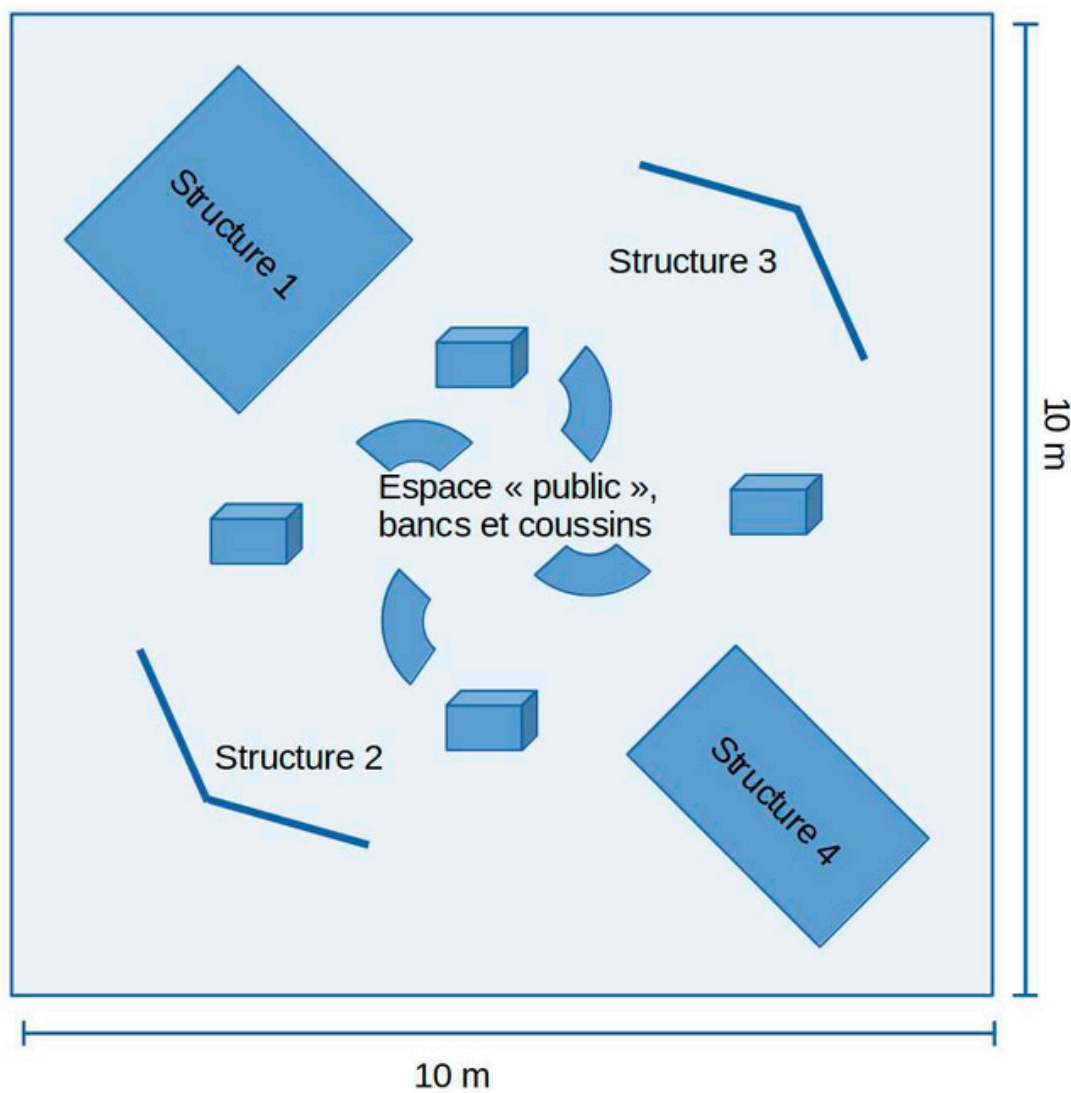 Structure 1
Structure 3
10 m
Espace « public »,
bancs et coussins
Structure 2
Structure 4
10 m